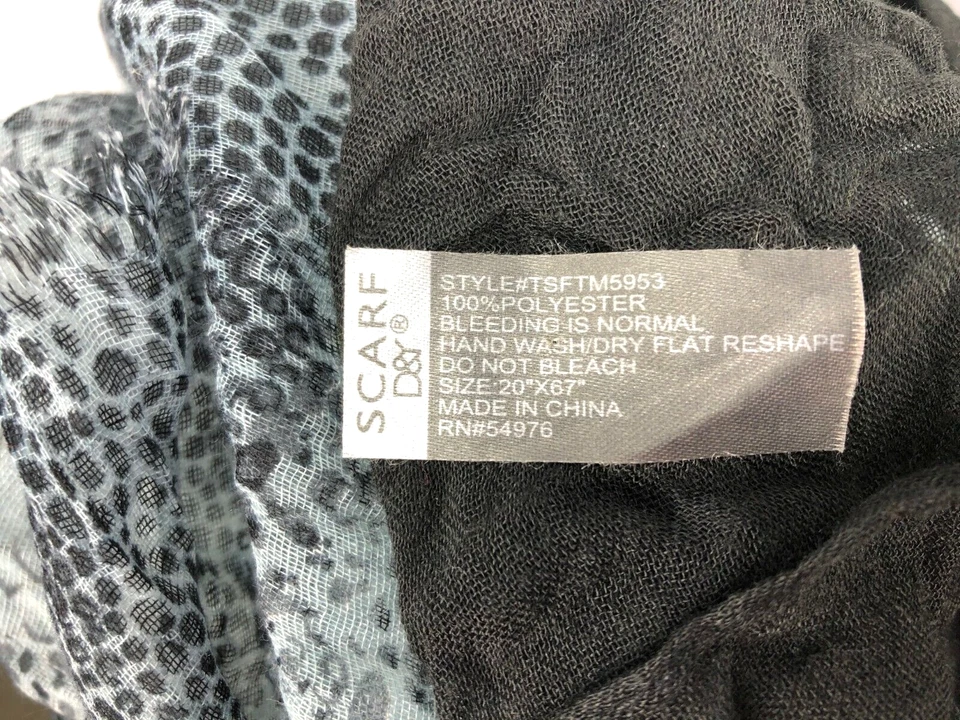 SCARF
D&Y®
STYLE#TSFTM5953
100%POLYESTER
BLEEDING IS NORMAL
HAND WASH/DRY FLAT RESHAPE
DO NOT BLEACH
SIZE:20"X67"
MADE IN CHINA
RN#54976